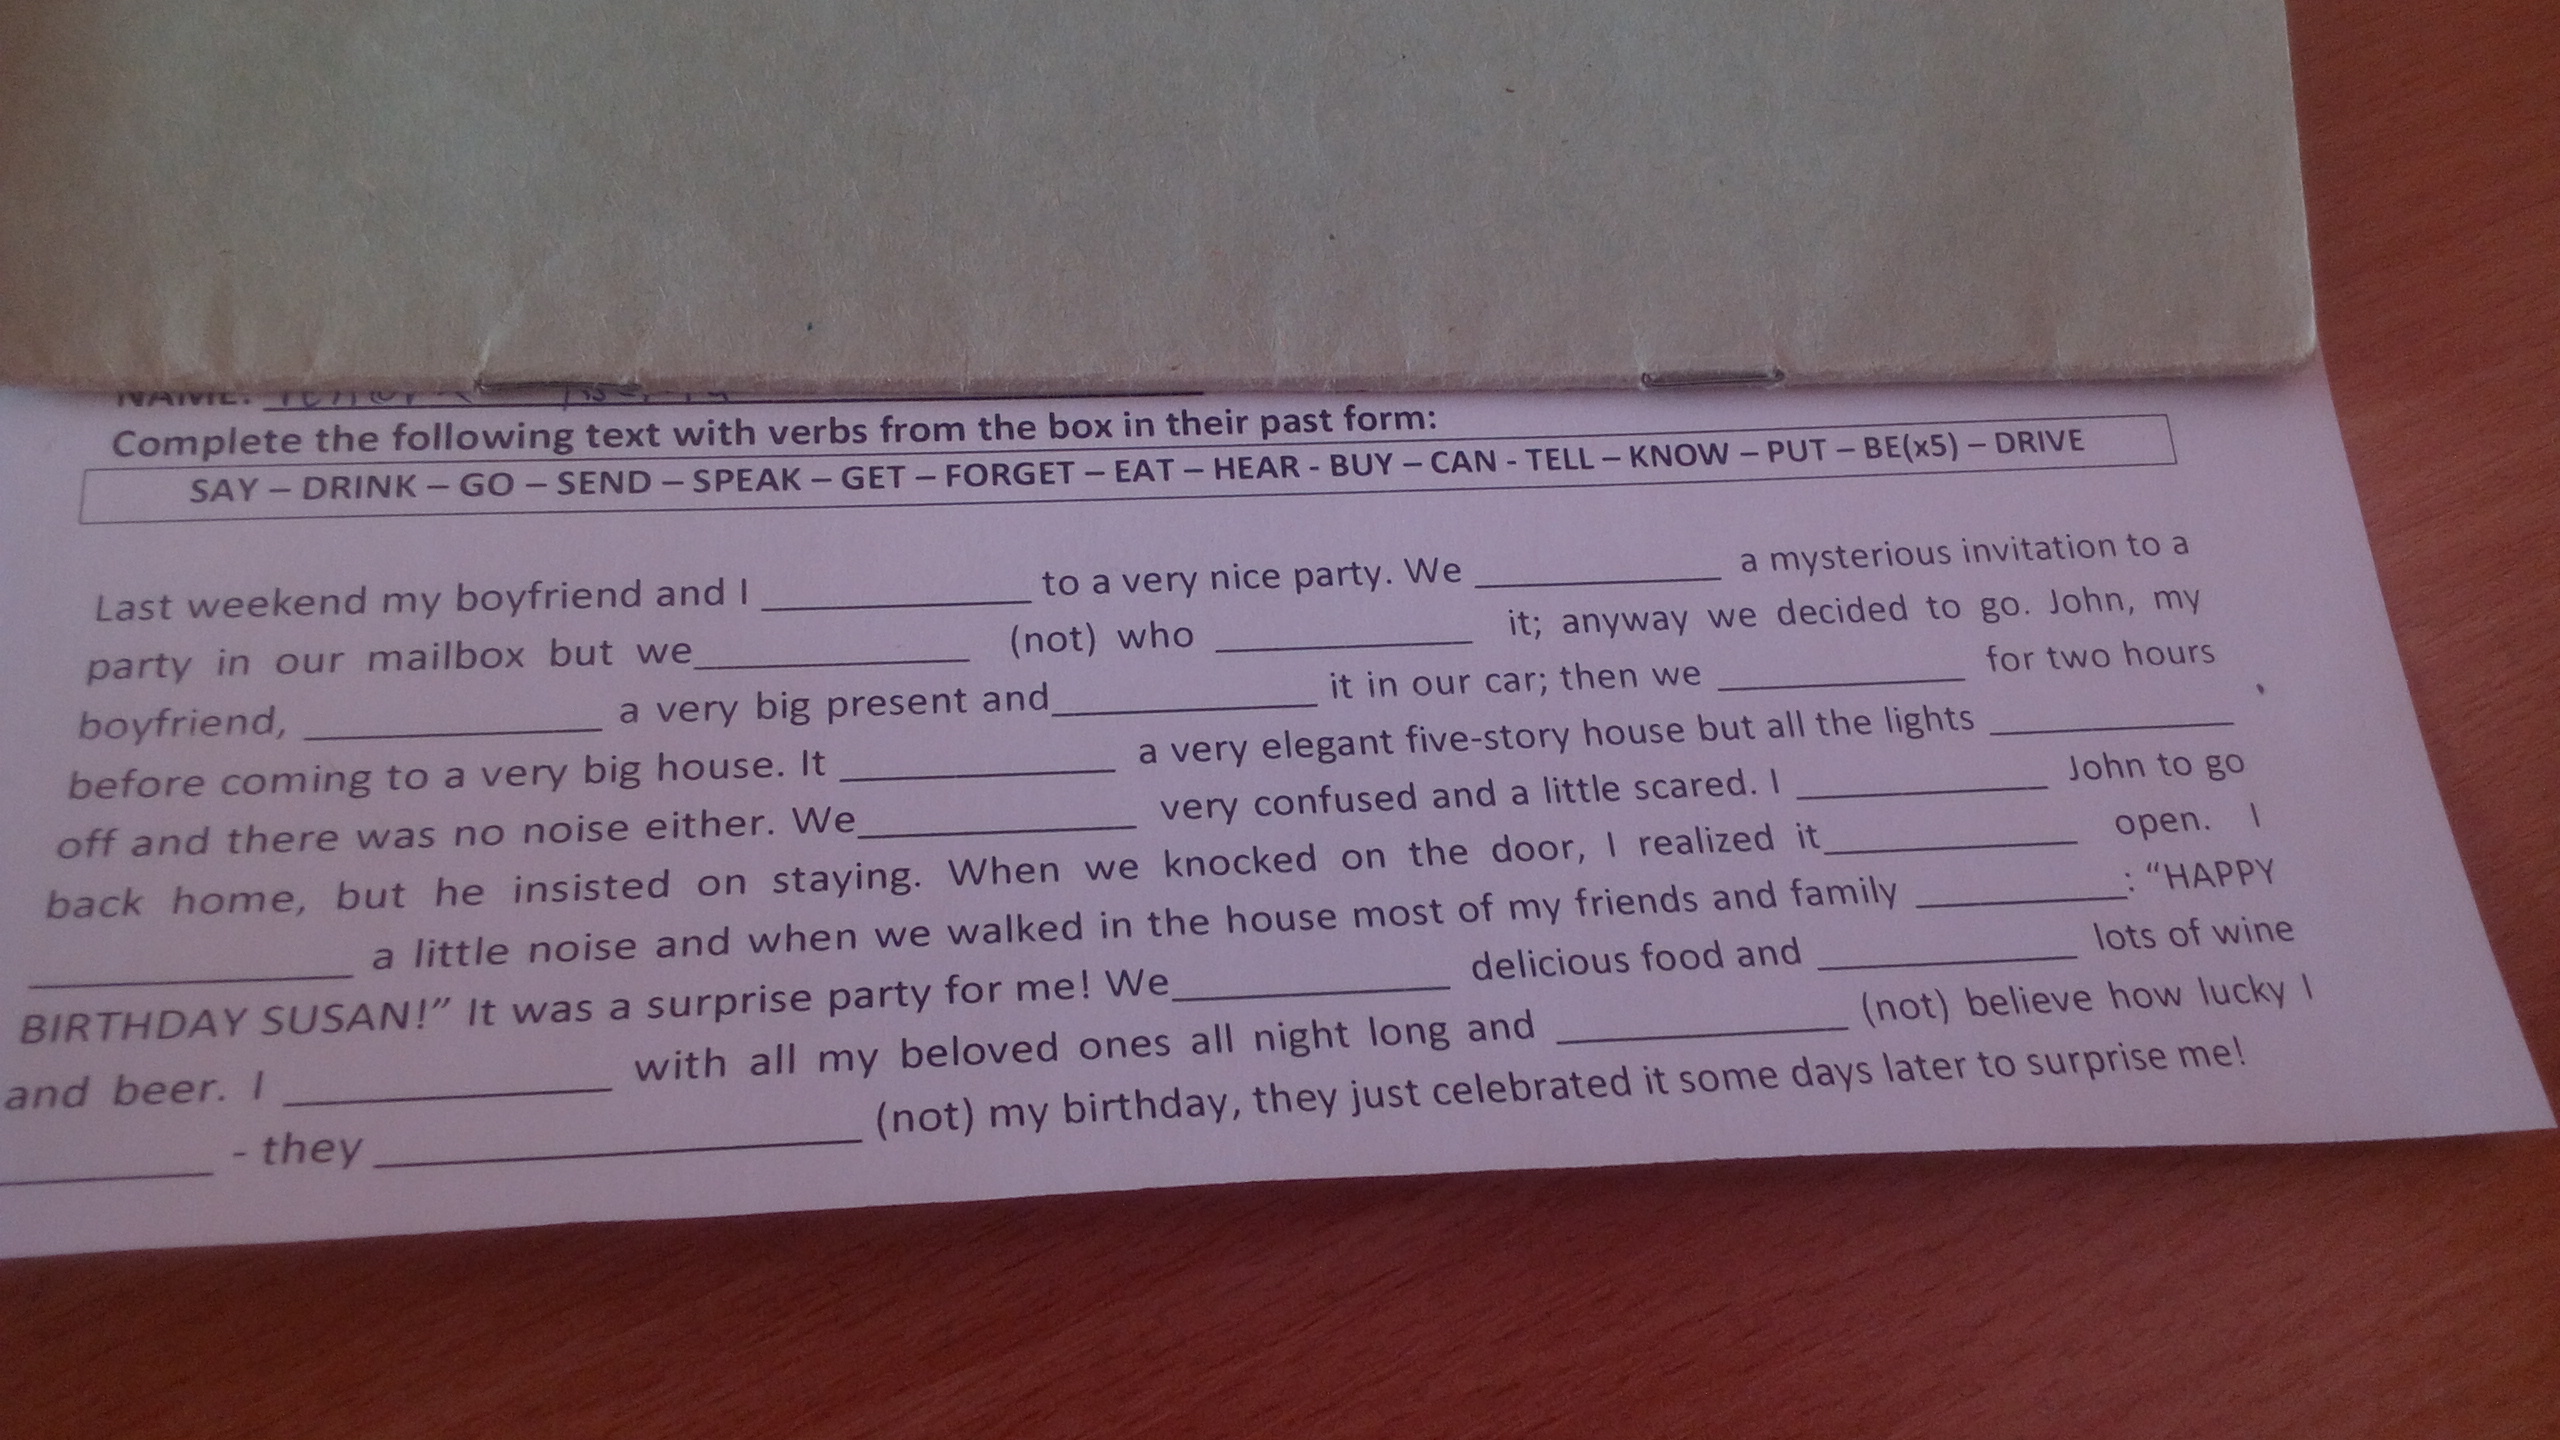 NAME:
Complete the following text with verbs from the box in their past form:
SAY – DRINK – GO – SEND – SPEAK – GET – FORGET – EAT – HEAR - BUY – CAN - TELL – KNOW – PUT – BE(x5) – DRIVE
Last weekend my boyfriend and I ____________ to a very nice party. We ____________ a mysterious invitation to a
party in our mailbox but we____________ (not) who ____________ it; anyway we decided to go. John, my
boyfriend, ____________ a very big present and____________ it in our car; then we ____________ for two hours
before coming to a very big house. It ____________ a very elegant five-story house but all the lights ____________
off and there was no noise either. We____________ very confused and a little scared. I ____________ John to go
back home, but he insisted on staying. When we knocked on the door, I realized it____________ open. I
____________ a little noise and when we walked in the house most of my friends and family __________: “HAPPY
BIRTHDAY SUSAN!” It was a surprise party for me! We____________ delicious food and ____________ lots of wine
and beer. I ____________ with all my beloved ones all night long and ____________ (not) believe how lucky I
__________ - they ____________________ (not) my birthday, they just celebrated it some days later to surprise me!